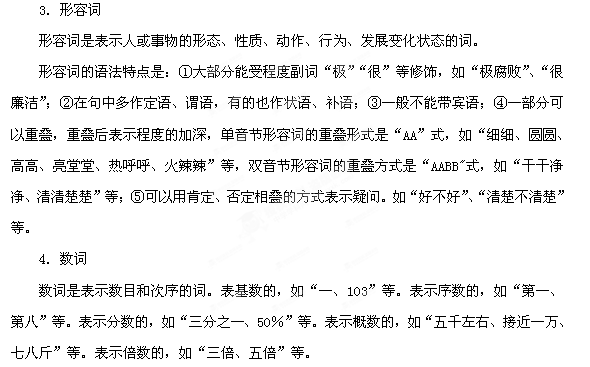 3. 形容词
形容词是表示人或事物的形态、性质、动作、行为、发展变化状态的词。
形容词的语法特点是：①大部分能受程度副词“极”“很”等修饰，如“极腐败”、“很
廉洁”；②在句中多作定语、谓语，有的也作状语、补语；③一般不能带宾语；④一部分可
以重叠，重叠后表示程度的加深，单音节形容词的重叠形式是“AA”式，如“细细、圆圆、
高高、亮堂堂、热呼呼、火辣辣”等，双音节形容词的重叠方式是“AABB”式，如“干干净
净、清清楚楚”等；⑤可以用肯定、否定相叠的方式表示疑问。如“好不好”、“清楚不清楚”
等。
4. 数词
数词是表示数目和次序的词。表基数的，如“一、103”等。表示序数的，如“第一、
第八”等。表示分数的，如“三分之一、50%”等。表示概数的，如“五千左右、接近一万、
七八斤”等。表示倍数的，如“三倍、五倍”等。